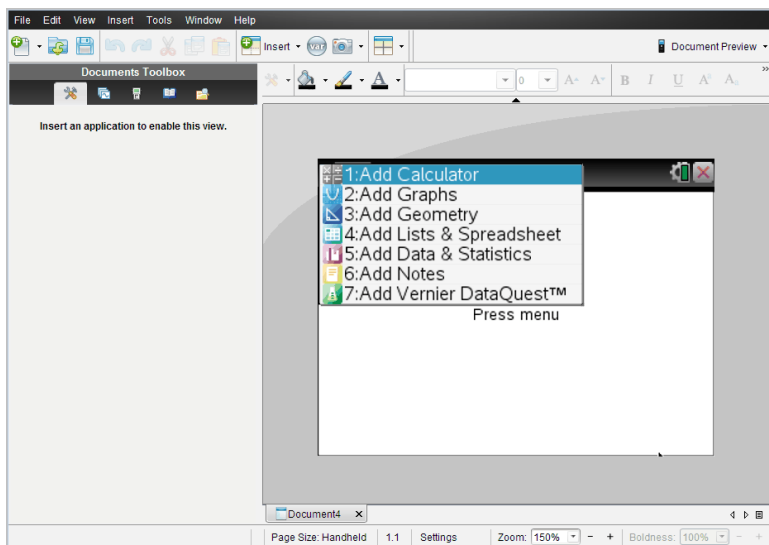 File Edit View Insert Tools Window Help
Insert Document Preview
Documents Toolbox
0 A+ A+ B I U
Insert an application to enable this view.
1:Add Calculator
2:Add Graphs
3:Add Geometry
4:Add Lists & Spreadsheet
5:Add Data & Statistics
6:Add Notes
7:Add Vernier DataQuest™
Press menu
Document4
Page Size: Handheld 1.1 Settings Zoom: 150% - + Boldness: 100% - +